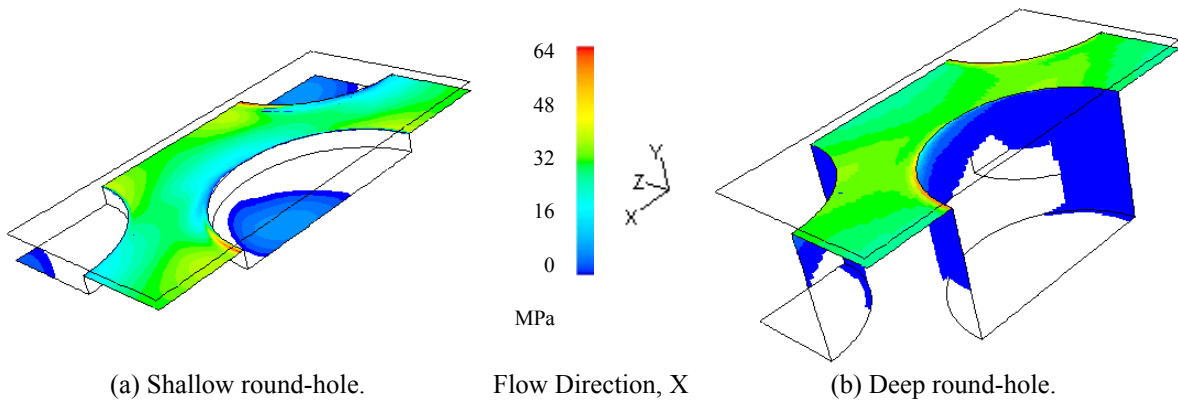 64
48
32
16
0
MPa
Y
Z
X
(a) Shallow round-hole.
Flow Direction, X
(b) Deep round-hole.